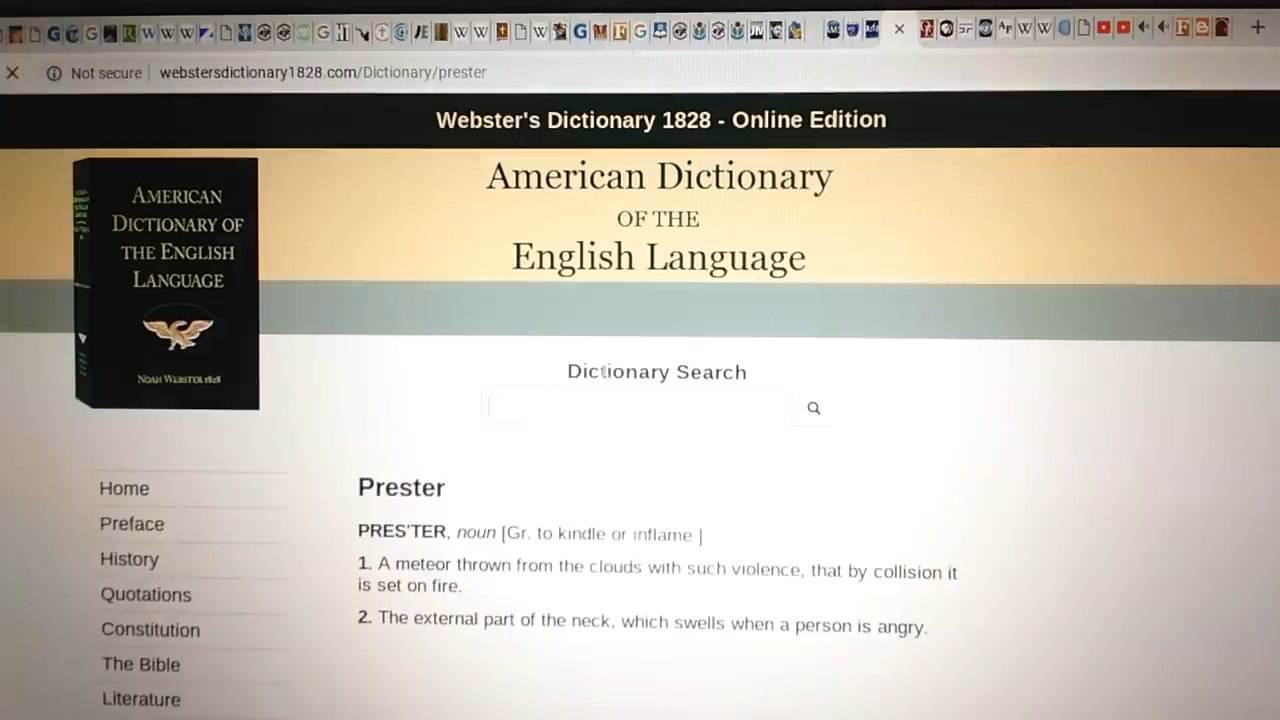 Not secure
webstersdictionary1828.com/Dictionary/prester
Webster's Dictionary 1828 - Online Edition
AMERICAN
DICTIONARY OF
THE ENGLISH
LANGUAGE
NOAH WEBSTER 1828
American Dictionary
OF THE
English Language
Dictionary Search
Home
Preface
History
Quotations
Constitution
The Bible
Literature
Prester
PRES'TER, noun [Gr. to kindle or inflame ]
1. A meteor thrown from the clouds with such violence, that by collision it
is set on fire.
2. The external part of the neck, which swells when a person is angry.